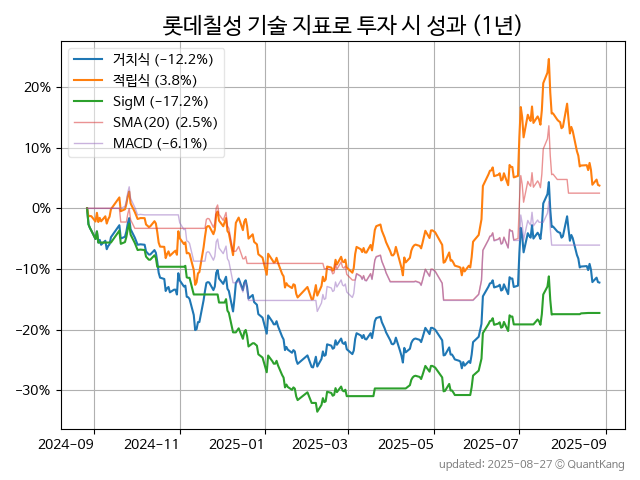 롯데칠성 기술 지표로 투자 시 성과 (1년)
거치식 (−12.2%)
적립식 (3.8%)
SigM (−17.2%)
SMA(20) (2.5%)
MACD (−6.1%)
20%
10%
0%
−10%
−20%
−30%
2024-09 2024-11 2025-01 2025-03 2025-05 2025-07 2025-09
updated: 2025-08-27 © QuantKang